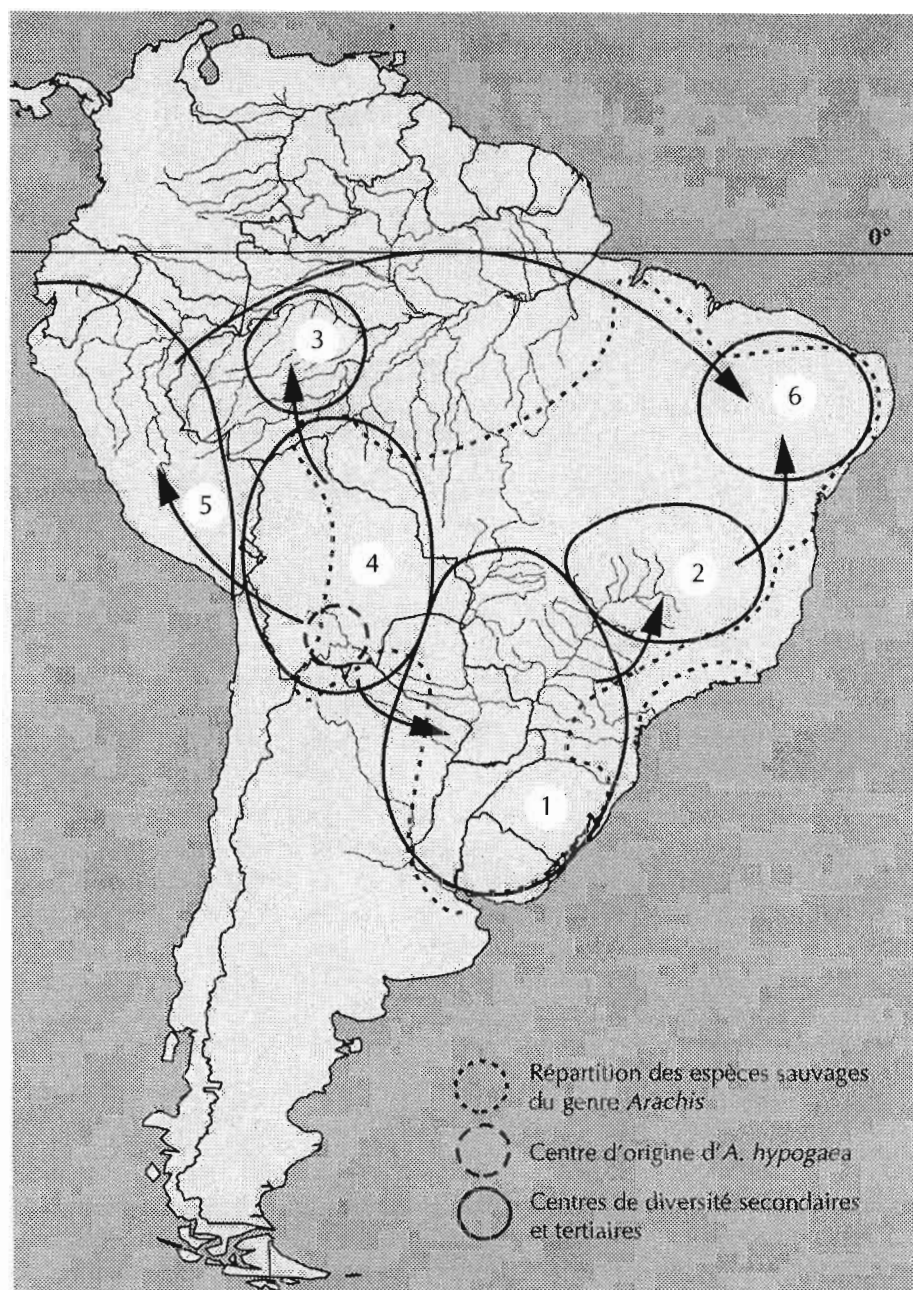 0°
3
6
5
4
2
1
Répartition des espèces sauvages
du genre Arachis
Centre d'origine d'A. hypogaea
Centres de diversité secondaires
et tertiaires